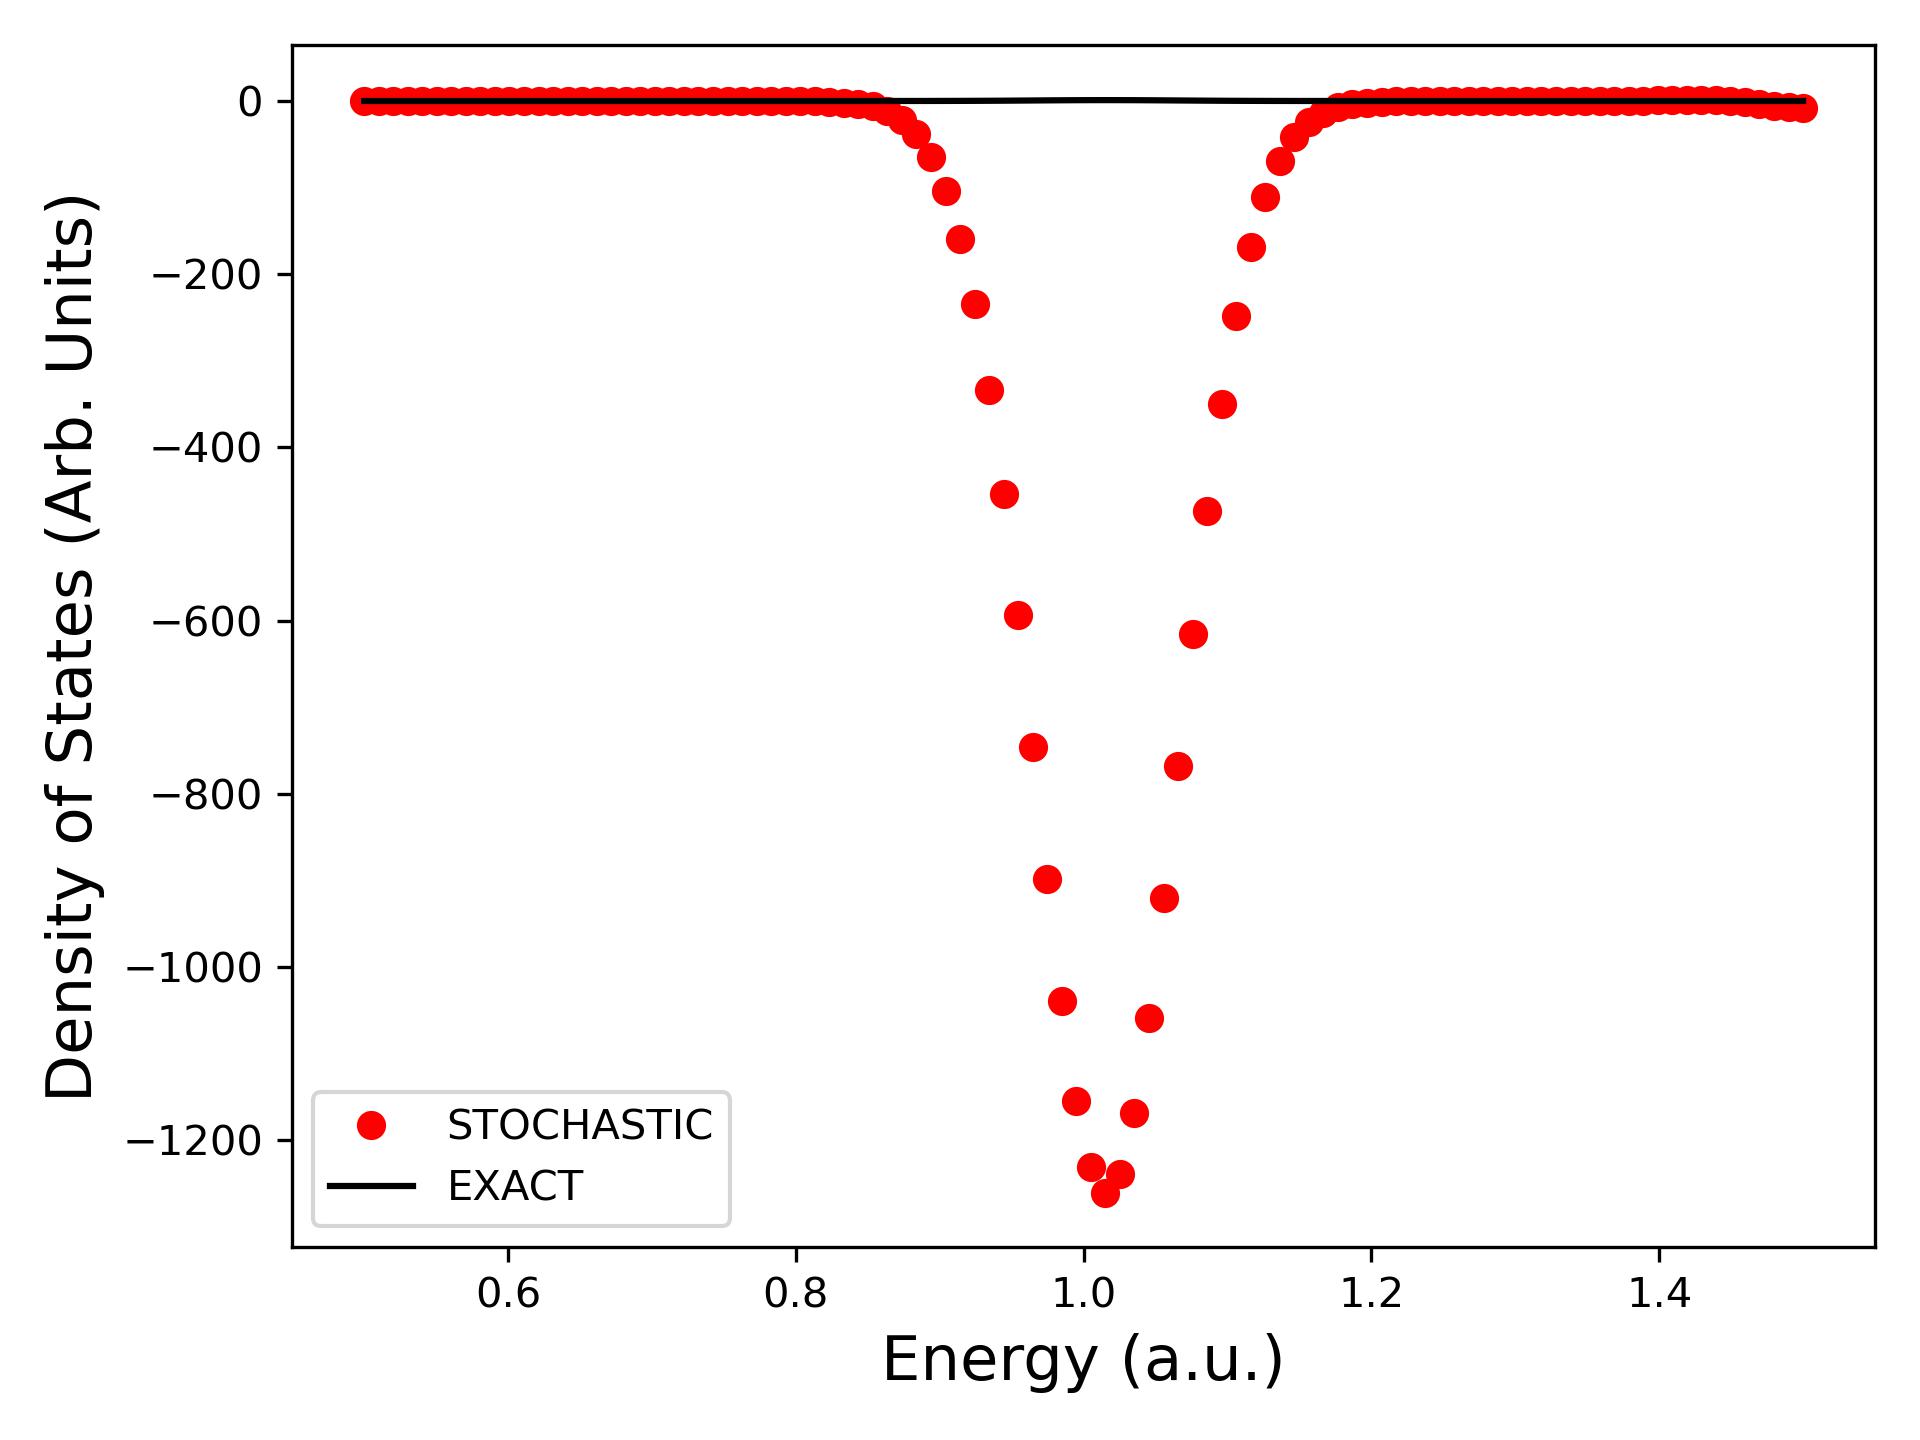 Density of States (Arb. Units)
0
−200
−400
−600
−800
−1000
−1200
STOCHASTIC
EXACT
0.6 0.8 1.0 1.2 1.4
Energy (a.u.)